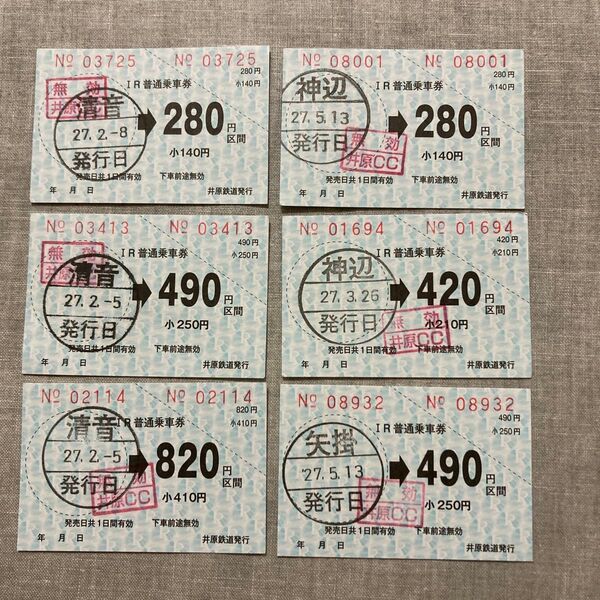 № 03725 № 03725
280円
小140円
IR普通乗車券
無効
井原
清音
27.2.-8
発行日
280円区間
小140円
発売日共1日間有効 下車前途無効
年 月 日 井原鉄道発行
№ 08001 № 08001
280円
小140円
IR普通乗車券
神辺
27.5.13
発行日
280円区間
無効
井原CC
小140円
発売日共1日間有効 下車前途無効
年 月 日 井原鉄道発行
№ 03413 № 03413
490円
小250円
IR普通乗車券
無効
井原
清音
27.2.-5
発行日
490円区間
小250円
発売日共1日間有効 下車前途無効
年 月 日 井原鉄道発行
№ 01694 № 01694
420円
小210円
IR普通乗車券
神辺
27.3.26
発行日
420円区間
小210円
無効
井原CC
発売日共1日間有効 下車前途無効
年 月 日 井原鉄道発行
№ 02114 № 02114
820円
小410円
IR普通乗車券
清音
27.2.-5
発行日
820円区間
無効
井原CC
小410円
発売日共1日間有効 下車前途無効
年 月 日 井原鉄道発行
№ 08932 № 08932
490円
小250円
IR普通乗車券
矢掛
27.5.13
発行日
490円区間
無効
井原CC
小250円
発売日共1日間有効 下車前途無効
年 月 日 井原鉄道発行